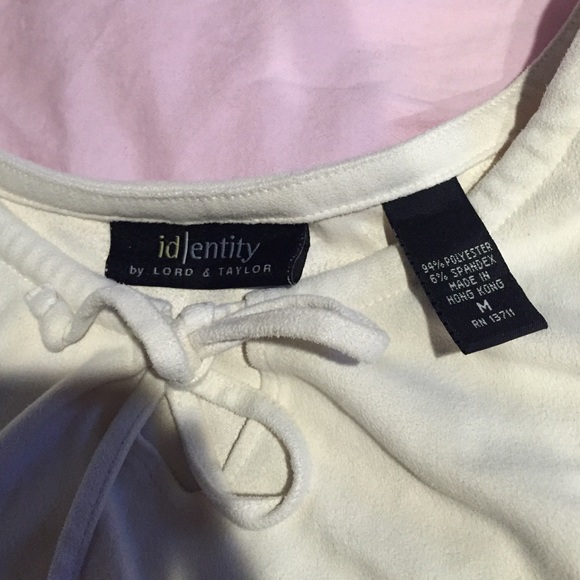 id|entity
by LORD & TAYLOR
94% POLYESTER
6% SPANDEX
MADE IN
HONG KONG
M
RN 13711